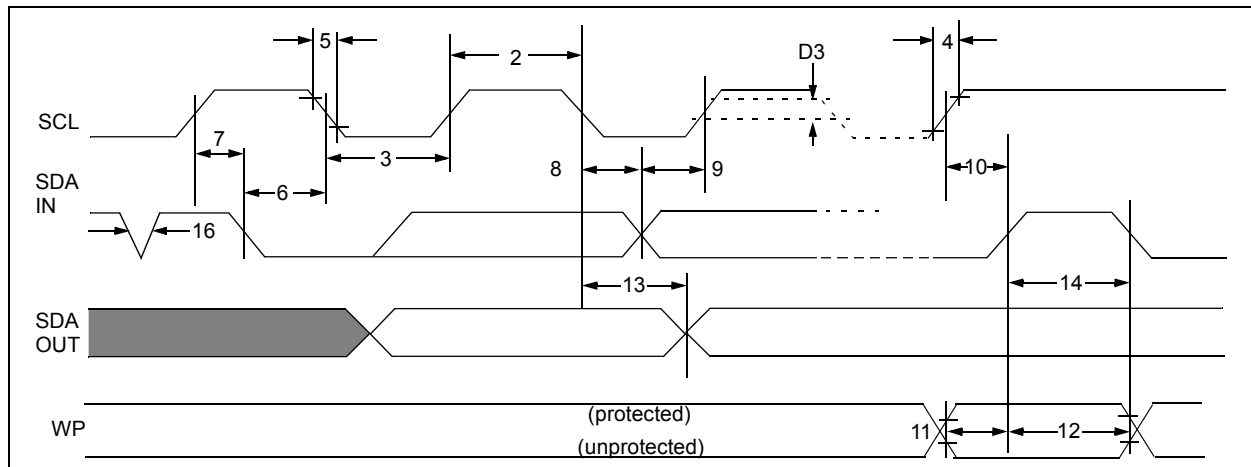 5
2
D3
4
SCL
7
3
8
9
10
6
SDA
IN
16
13
14
SDA
OUT
WP
(protected)
(unprotected)
11
12